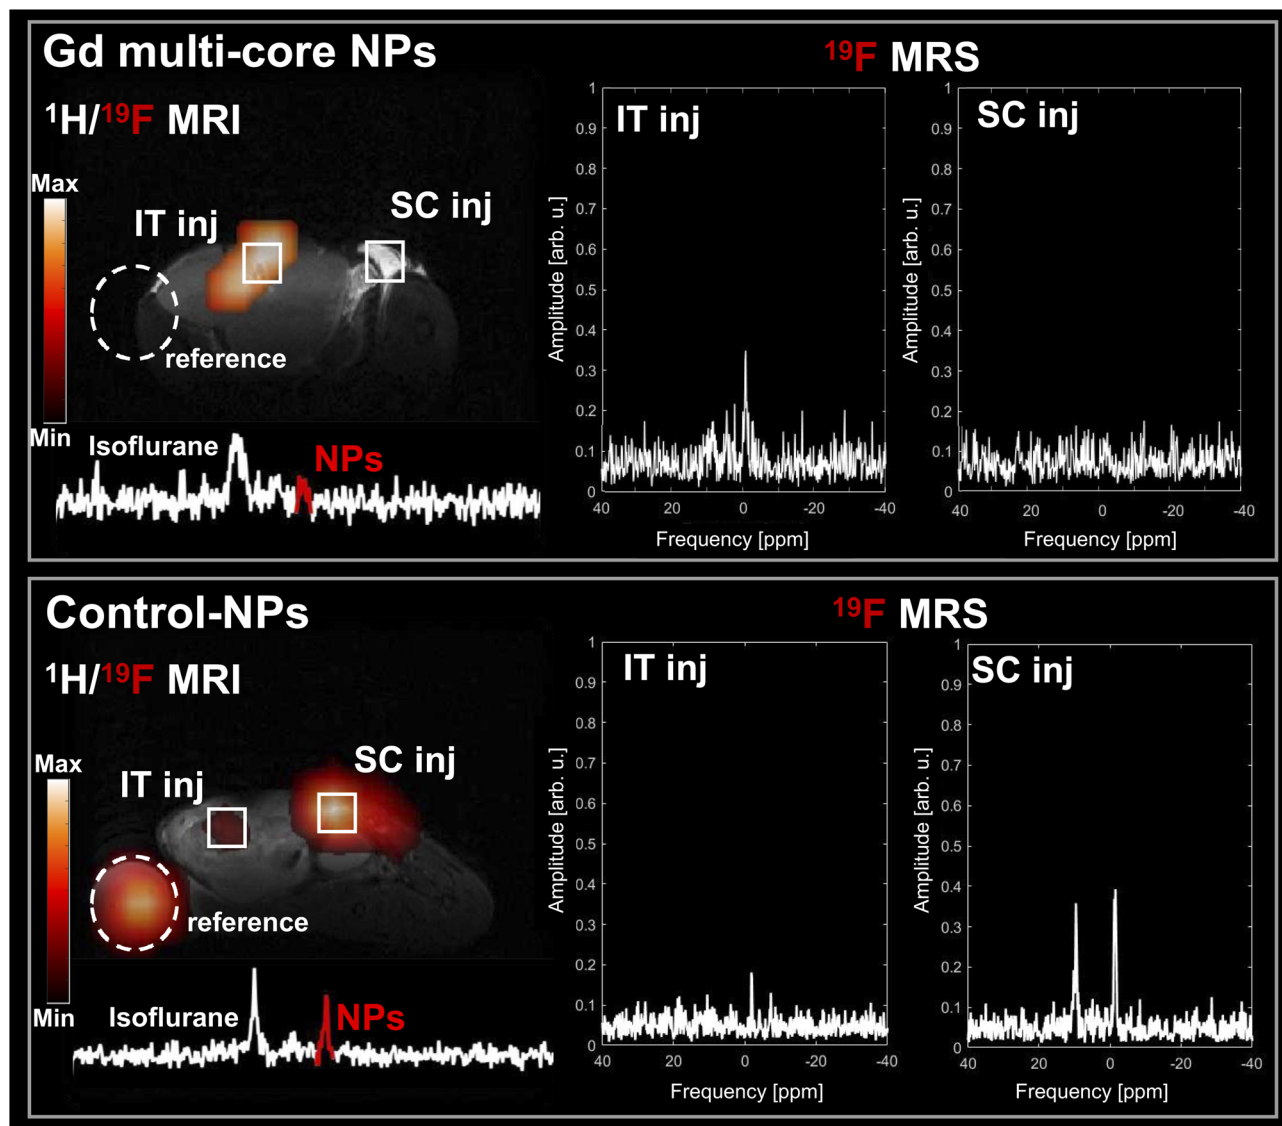 Gd multi-core NPs
¹H/¹⁹F MRI
Max
Min
IT inj
SC inj
reference
Isoflurane
NPs
¹⁹F MRS
IT inj
Amplitude [arb. u.]
1
0.9
0.8
0.7
0.6
0.5
0.4
0.3
0.2
0.1
0
40 20 0 -20 -40
Frequency [ppm]
SC inj
Amplitude [arb. u.]
1
0.9
0.8
0.7
0.6
0.5
0.4
0.3
0.2
0.1
0
40 20 0 -20 -40
Frequency [ppm]
Control-NPs
¹H/¹⁹F MRI
Max
Min
IT inj
SC inj
reference
Isoflurane
NPs
¹⁹F MRS
IT inj
Amplitude [arb. u.]
1
0.9
0.8
0.7
0.6
0.5
0.4
0.3
0.2
0.1
0
40 20 0 -20 -40
Frequency [ppm]
SC inj
Amplitude [arb. u.]
1
0.9
0.8
0.7
0.6
0.5
0.4
0.3
0.2
0.1
0
40 20 0 -20 -40
Frequency [ppm]